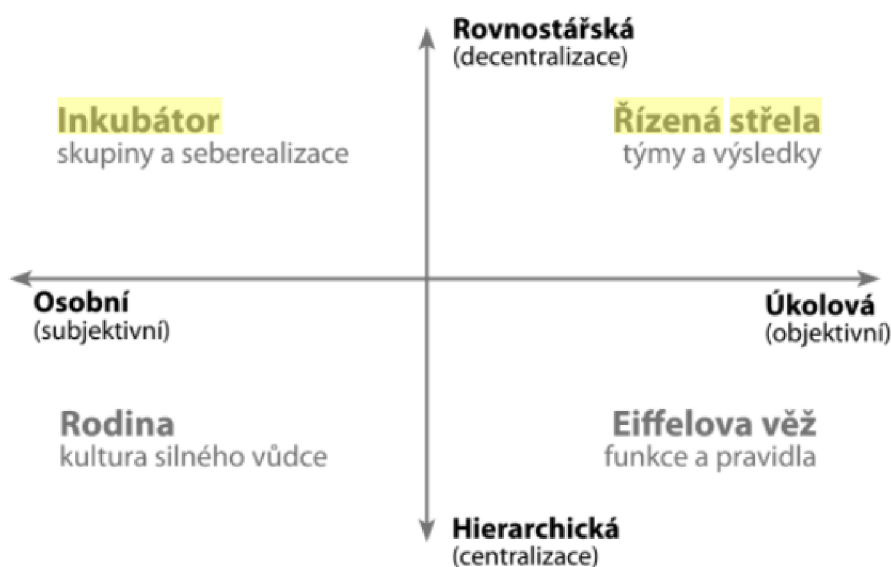 Rovnostářská
(decentralizace)
Inkubátor
skupiny a seberealizace
Řízená střela
týmy a výsledky
Osobní
(subjektivní)
Úkolová
(objektivní)
Rodina
kultura silného vůdce
Eiffelova věž
funkce a pravidla
Hierarchická
(centralizace)